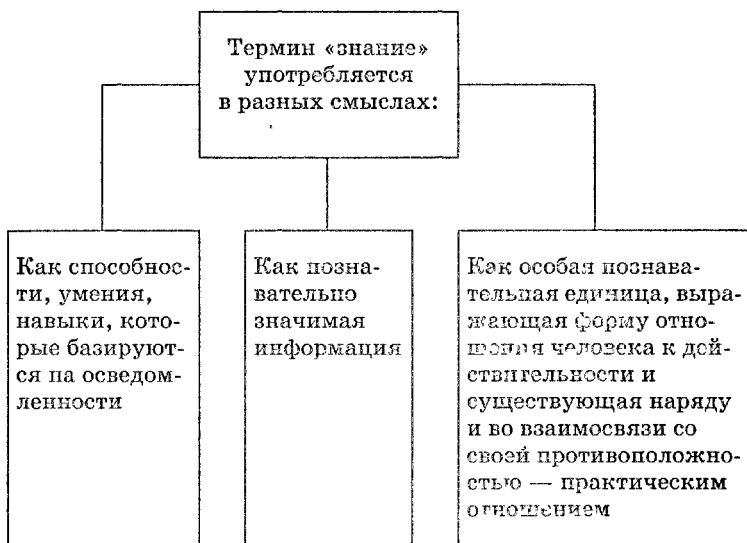 Термин «знание»
употребляется
в разных смыслах:
Как способнос-
ти, умения,
навыки, кото-
рые базируют-
ся на осведом-
ленности
Как позна-
вательно
значимая
информация
Как особая познава-
тельная единица, выра-
жающая форму отно-
шения человека к дей-
ствительности и
существующая наряду
и во взаимосвязи со
своей противоположно-
стью — практическим
отношением